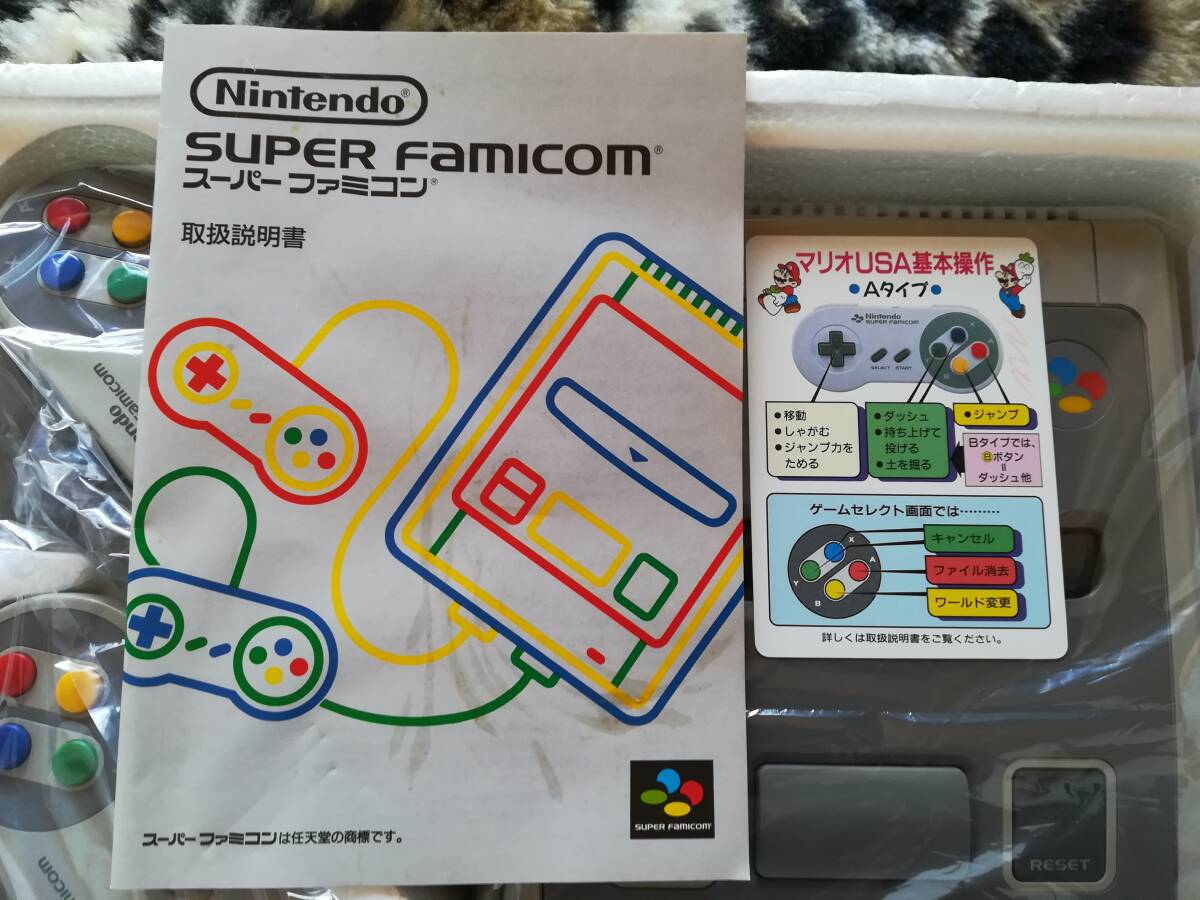 Nintendo®
SUPER FAMICOM®
スーパーファミコン®
取扱説明書
スーパーファミコンは任天堂の商標です。
SUPER FAMICOM
マリオUSA基本操作
●Aタイプ●
Nintendo
SUPER FAMICOM
SELECT START
X
A
B
●移動
●しゃがむ
●ジャンプ力を
ためる
●ダッシュ
●持ち上げて
投げる
●土を掘る
●ジャンプ
Bタイプでは、
Bボタン
॥
ダッシュ他
ゲームセレクト画面では………
X
A
Y
B
キャンセル
ファイル消去
ワールド変更
詳しくは取扱説明書をご覧ください。
RESET
amicom
amicom